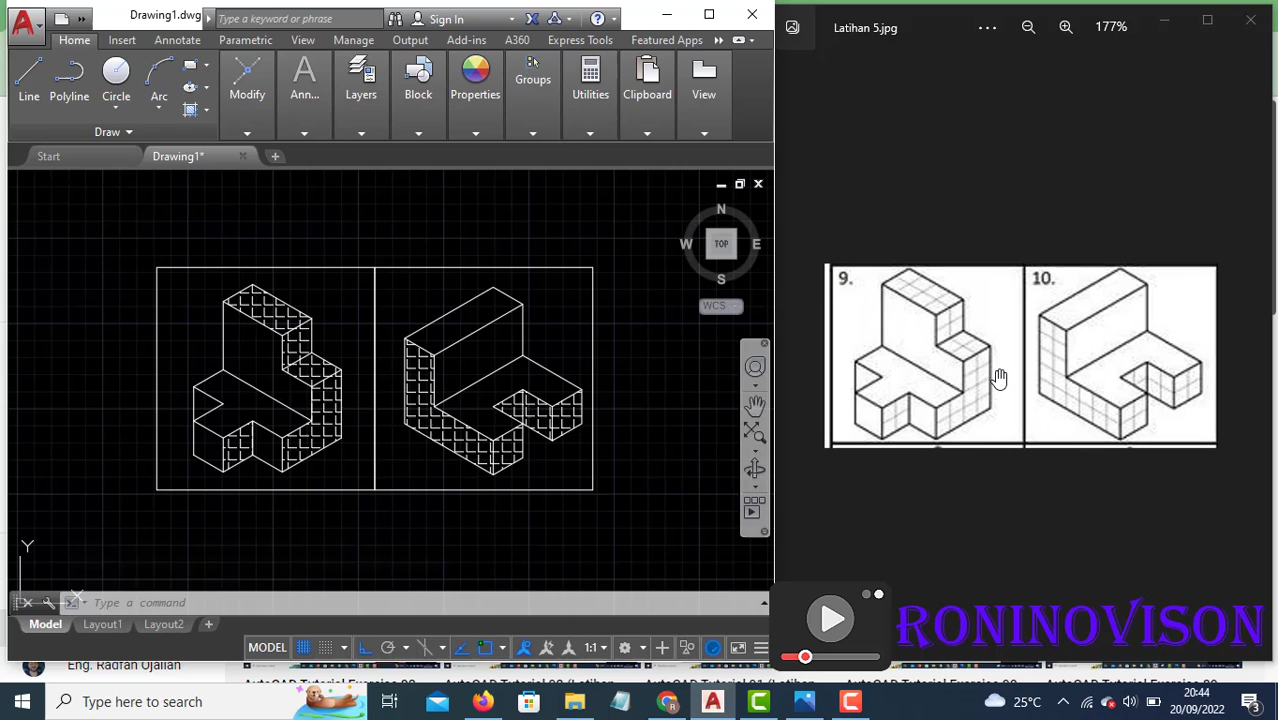 Drawing1.dwg
Type a keyword or phrase
Sign In
Home Insert Annotate Parametric View Manage Output Add-ins A360 Express Tools Featured Apps
Line Polyline Circle Arc Modify Ann... Layers Block Properties Groups Utilities Clipboard View
Draw
Start Drawing1*
N
W TOP E
S
WCS
Y
X
Type a command
Model Layout1 Layout2
MODEL 1:1
Latihan 5.jpg 177%
9. 10.
RONINOVISON
Eng. Radfan Ojailan
Type here to search
25°C
20:44
20/09/2022
3